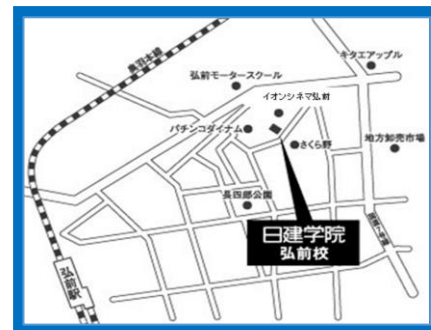 奥羽本線
キタエアップル
弘前モータースクール
イオンシネマ弘前
パチンコダイナム
さくら野
地方卸売市場
長四郎公園
日建学院
弘前校
弘前駅